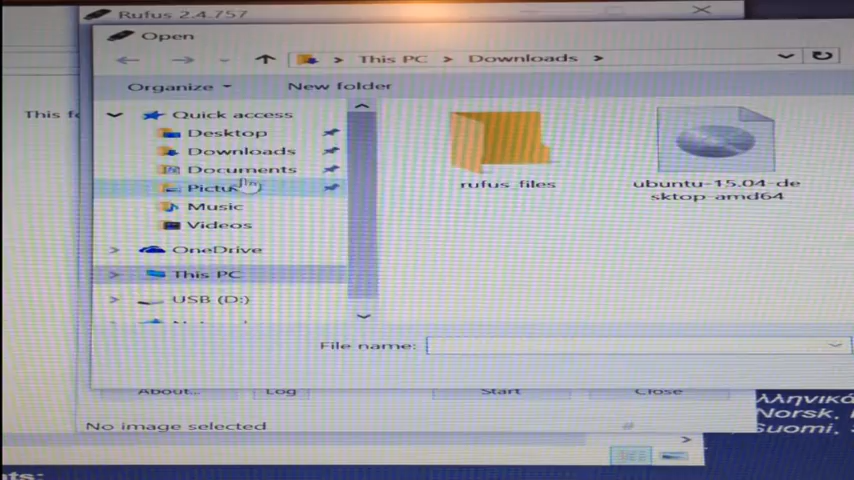 Rufus 2.4.757
Open
This PC
Downloads
Organize
New folder
This
Quick access
Desktop
Downloads
Documents
Music
Videos
OneDrive
This PC
USB (D:)
rufus_files
ubuntu-15.04-de
sktop-amd64
File name:
About...
Log
Start
Close
No image selected
λληνικά
Norsk,
Suomi,